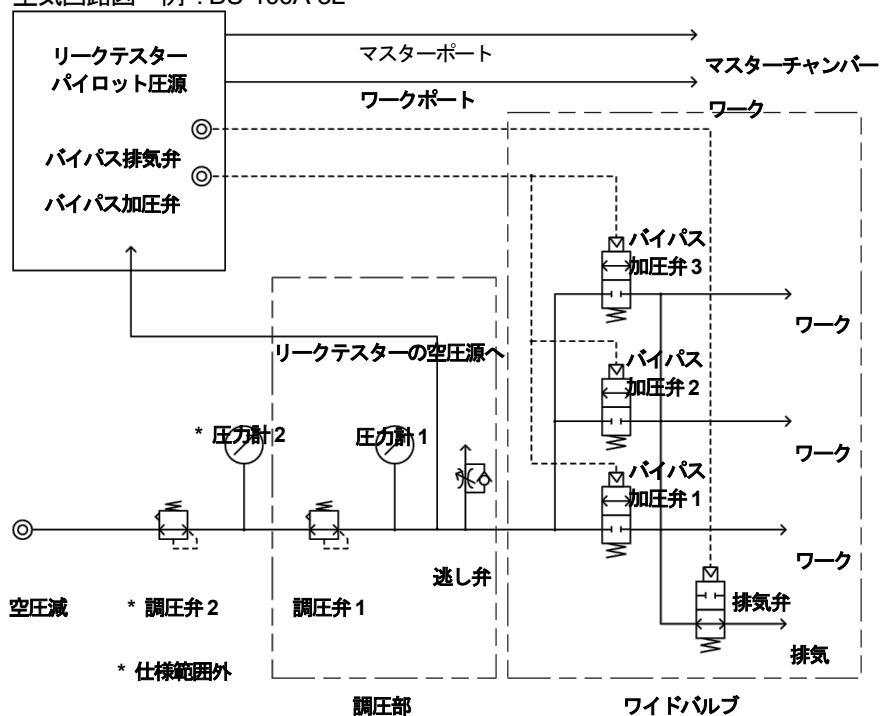 リークテスター
パイロット圧源
マスターポート
マスターチャンバー
ワークポート
ワーク
バイパス排気弁
バイパス加圧弁
バイパス
加圧弁 3
ワーク
リークテスターの空圧源へ
バイパス
加圧弁 2
* 圧力計 2
圧力計 1
ワーク
バイパス
加圧弁 1
ワーク
逃し弁
空圧減
* 調圧弁 2
調圧弁 1
排気弁
排気
* 仕様範囲外
調圧部
ワイドバルブ